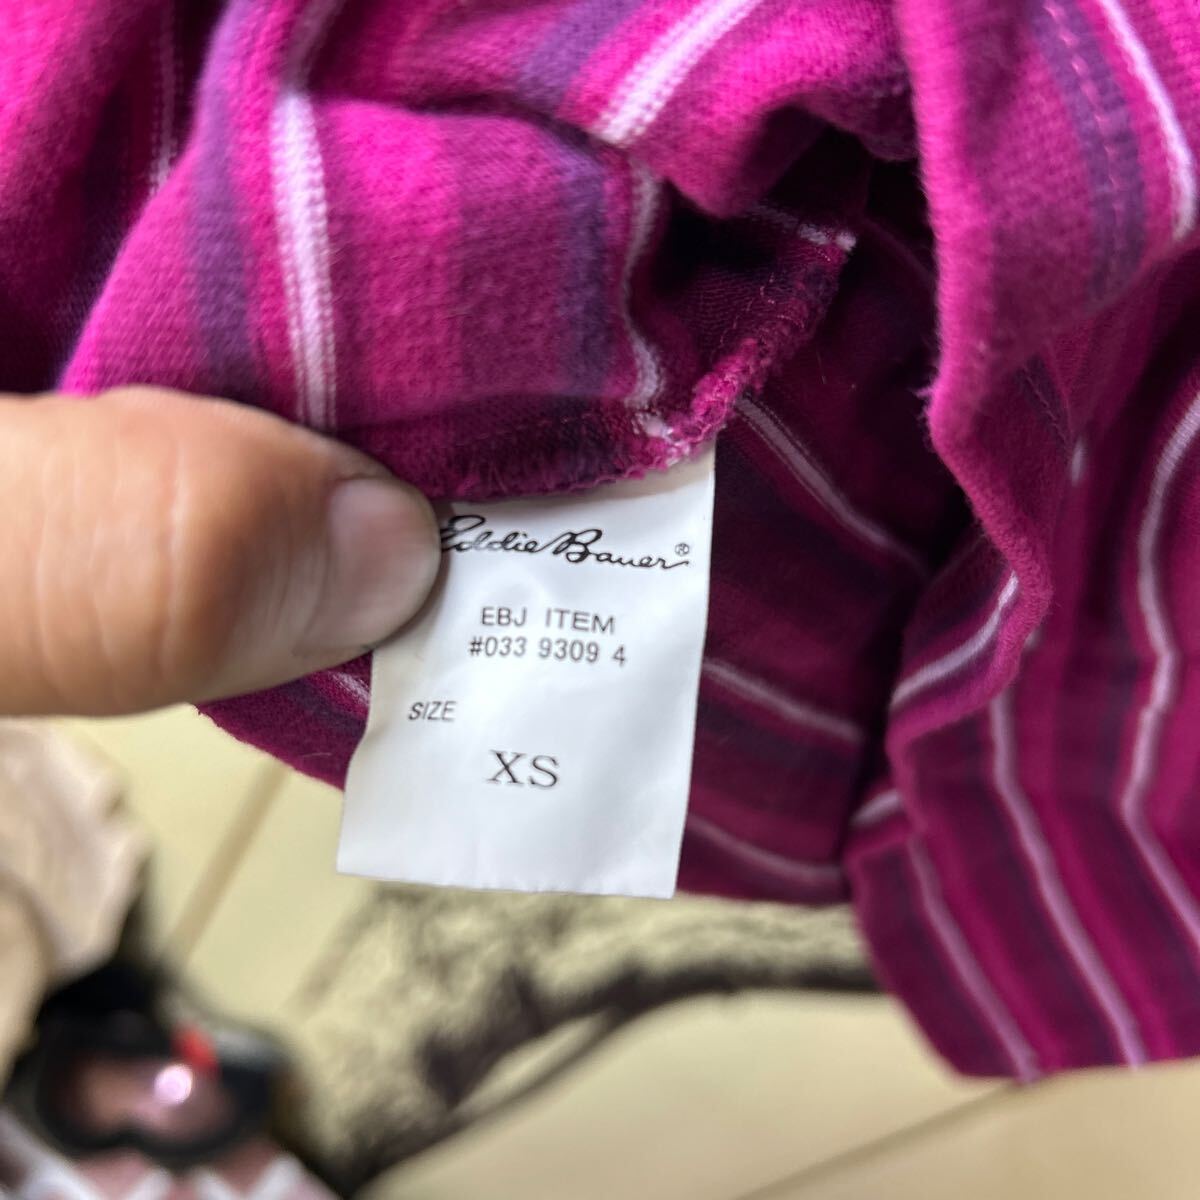 Eddie Bauer®
EBJ ITEM
#033 9309 4
SIZE
XS